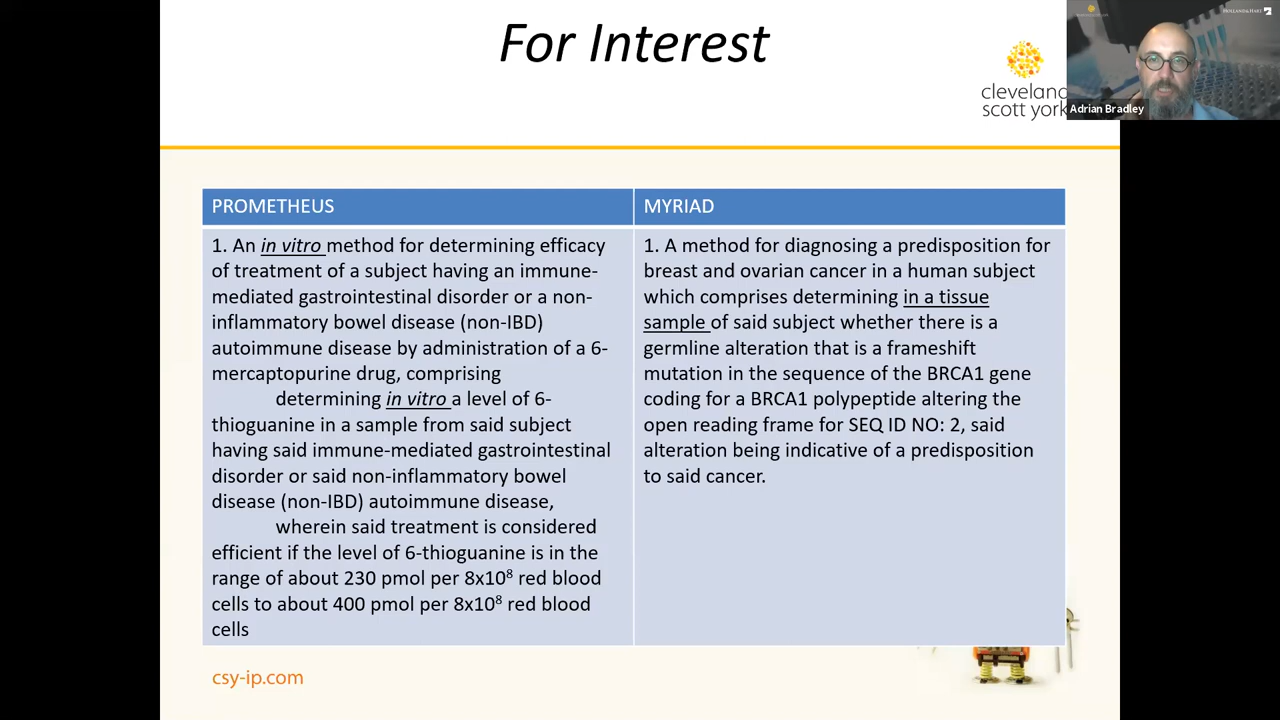 For Interest
cleveland
scott york
HOLLAND&HART
Adrian Bradley
PROMETHEUS
1. An in vitro method for determining efficacy
of treatment of a subject having an immune-
mediated gastrointestinal disorder or a non-
inflammatory bowel disease (non-IBD)
autoimmune disease by administration of a 6-
mercaptopurine drug, comprising
determining in vitro a level of 6-
thioguanine in a sample from said subject
having said immune-mediated gastrointestinal
disorder or said non-inflammatory bowel
disease (non-IBD) autoimmune disease,
wherein said treatment is considered
efficient if the level of 6-thioguanine is in the
range of about 230 pmol per 8x10⁸ red blood
cells to about 400 pmol per 8x10⁸ red blood
cells
MYRIAD
1. A method for diagnosing a predisposition for
breast and ovarian cancer in a human subject
which comprises determining in a tissue
sample of said subject whether there is a
germline alteration that is a frameshift
mutation in the sequence of the BRCA1 gene
coding for a BRCA1 polypeptide altering the
open reading frame for SEQ ID NO: 2, said
alteration being indicative of a predisposition
to said cancer.
csy-ip.com